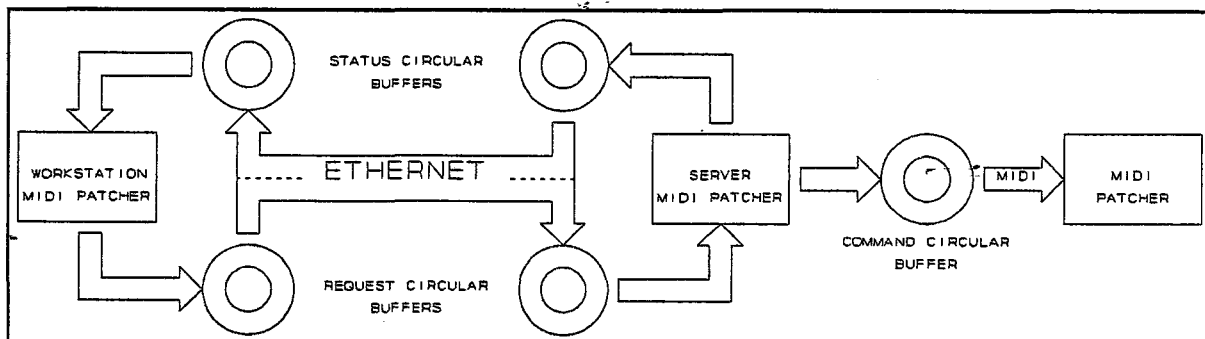 STATUS CIRCULAR
BUFFERS
WORKSTATION
MIDI PATCHER
ETHERNET
SERVER
MIDI PATCHER
MIDI
MIDI
PATCHER
COMMAND CIRCULAR
BUFFER
REQUEST CIRCULAR
BUFFERS